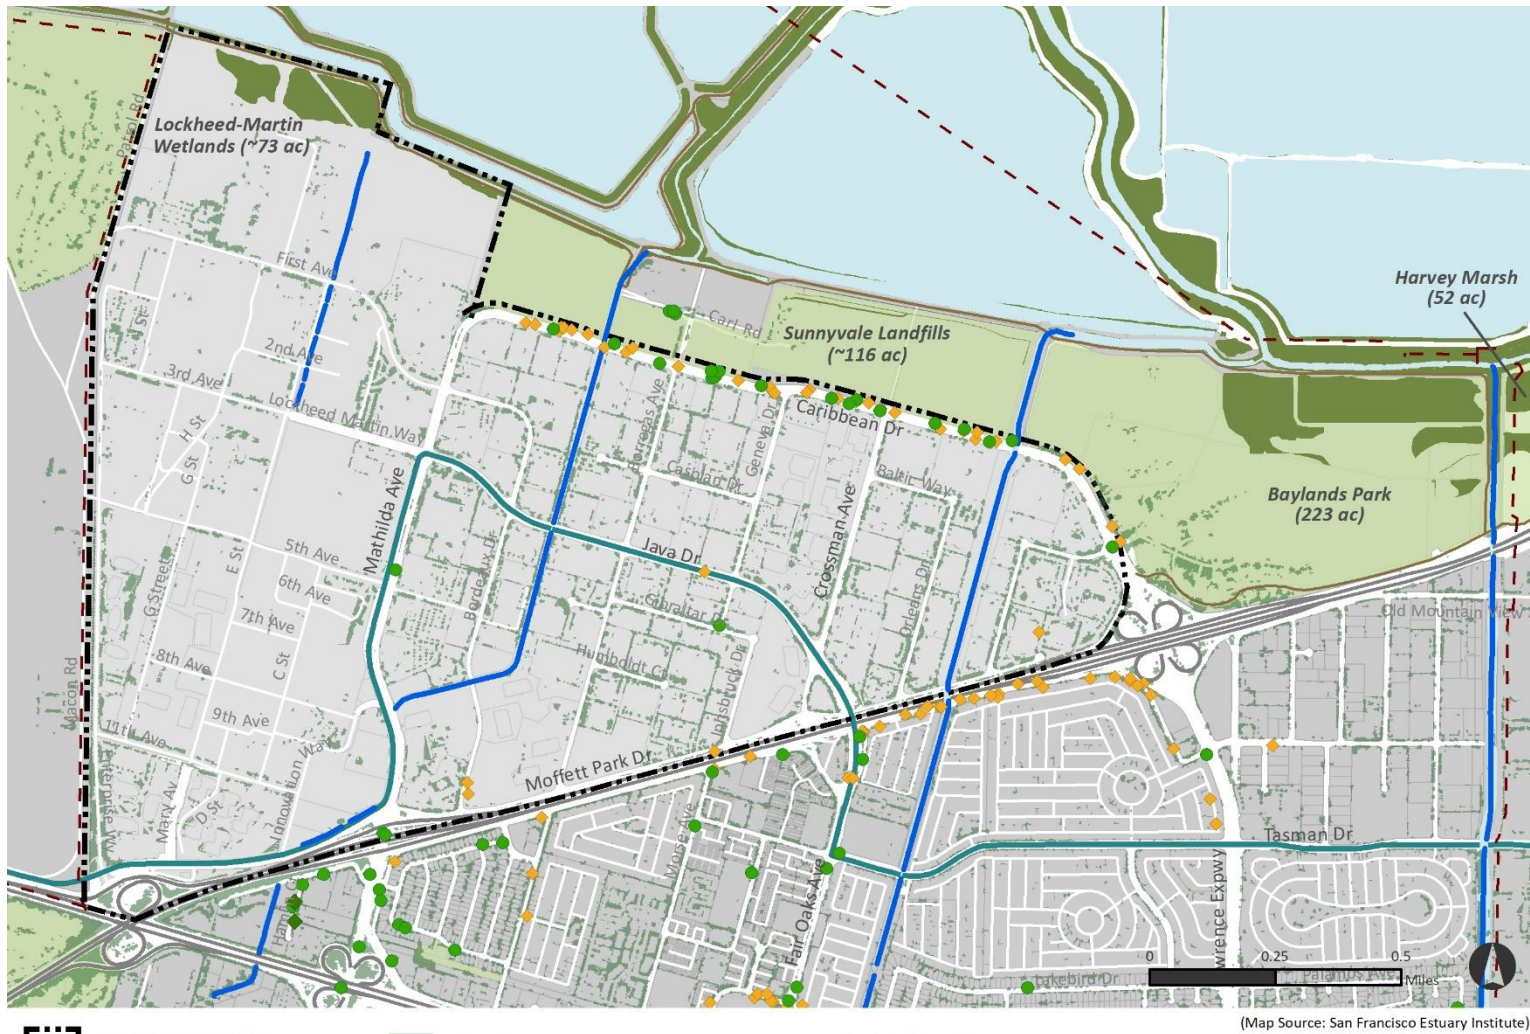 Patrol Rd
Lockheed-Martin
Wetlands (~73 ac)
Harvey Marsh
(52 ac)
First Ave
I St
Carl Rd
Sunnyvale Landfills
(~116 ac)
2nd Ave
3rd Ave
Lockheed Martin Way
Borregas Ave
Geneva Dr
Caribbean Dr
H St
G St
Caspian Dr
Baltic Way
Baylands Park
(223 ac)
Mathilda Ave
Crossman Ave
Java Dr
5th Ave
E St
G Street
6th Ave
Bordeaux Dr
Gibraltar Dr
Orleans Dr
Old Mountain View
7th Ave
8th Ave
C St
Humboldt Ct
Innsbruck Dr
Macon Rd
9th Ave
11th Ave
Innovation Way
Moffett Park Dr
Enterprise Way
Mary Av
D St
Morse Ave
Tasman Dr
Fair Oaks Ave
wrence Expwy
0
0.25
0.5
Miles
Lakebird Dr
Palamos Ave
(Map Source: San Francisco Estuary Institute)